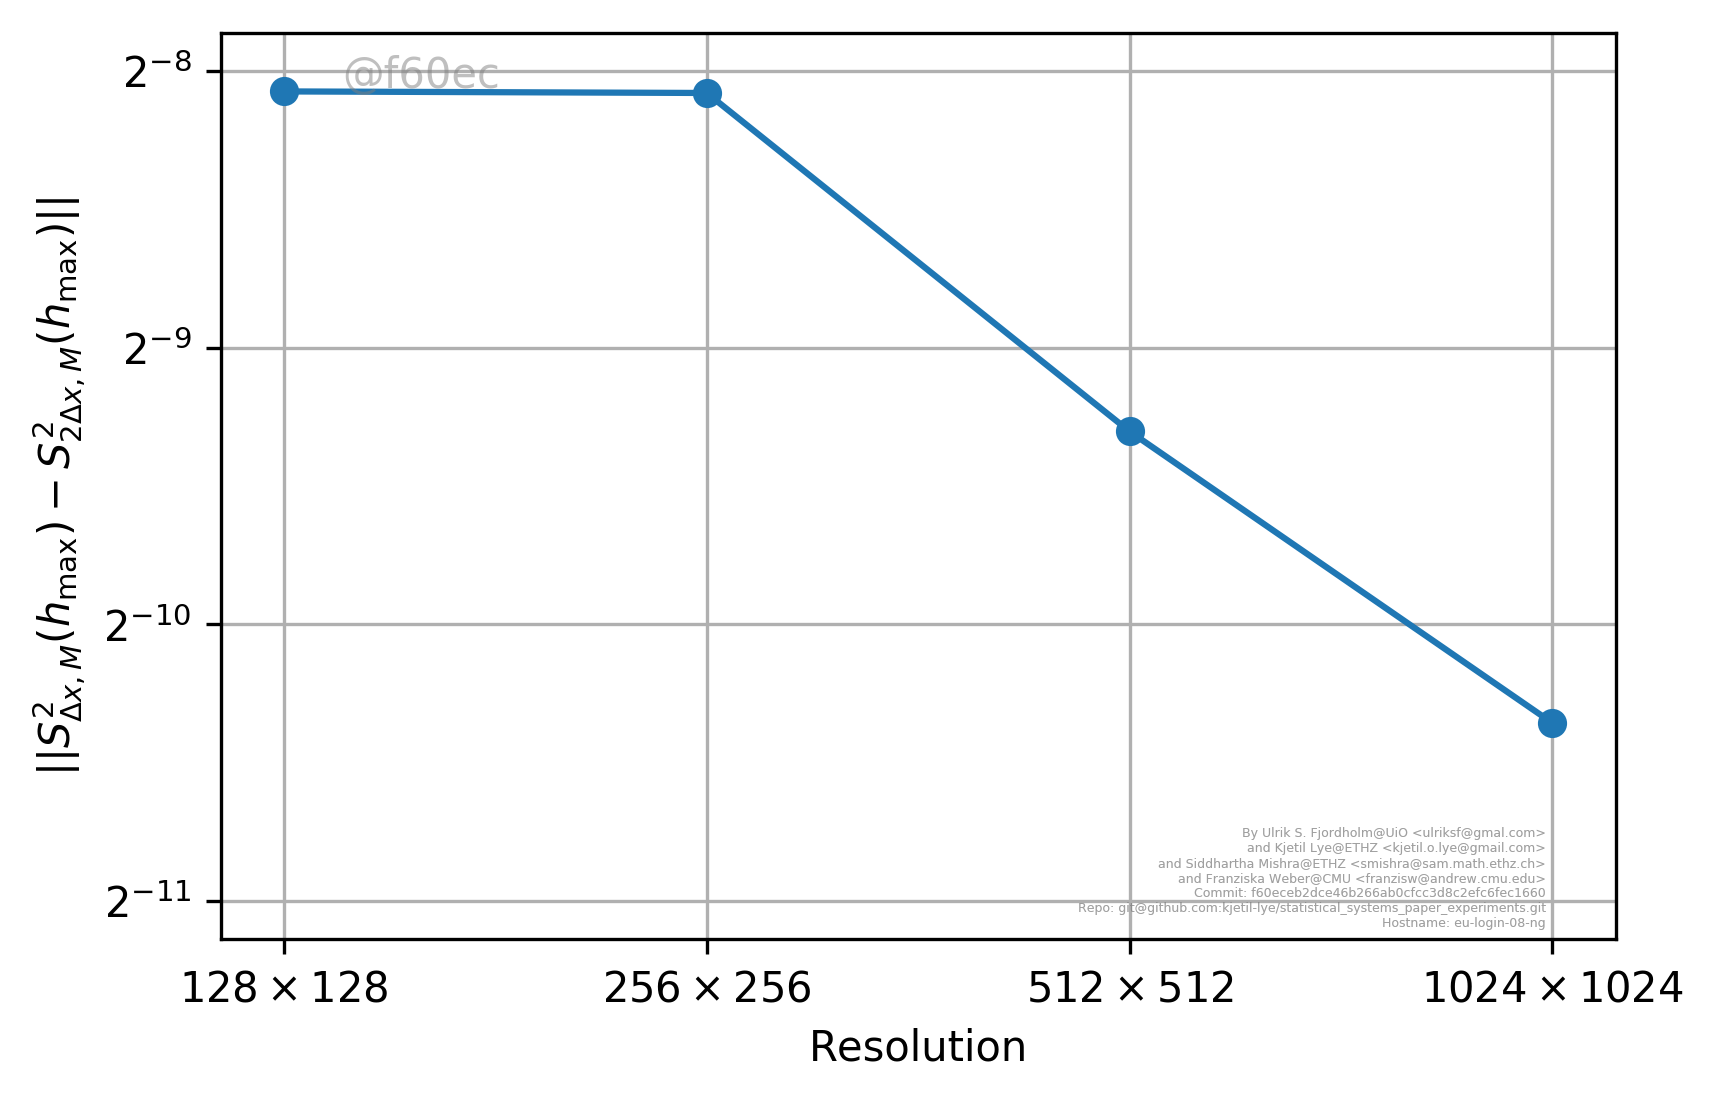 @f60ec
2⁻⁸
2⁻⁹
2⁻¹⁰
2⁻¹¹
||S²_{Δx, M}(h_max) − S²_{2Δx, M}(h_max)||
By Ulrik S. Fjordholm@UiO <ulriksf@gmal.com>
and Kjetil Lye@ETHZ <kjetil.o.lye@gmail.com>
and Siddhartha Mishra@ETHZ <smishra@sam.math.ethz.ch>
and Franziska Weber@CMU <franzisw@andrew.cmu.edu>
Commit: f60eceb2dce46b266ab0cfcc3d8c2efc6fec1660
Repo: git@github.com:kjetil-lye/statistical_systems_paper_experiments.git
Hostname: eu-login-08-ng
128 × 128 256 × 256 512 × 512 1024 × 1024
Resolution